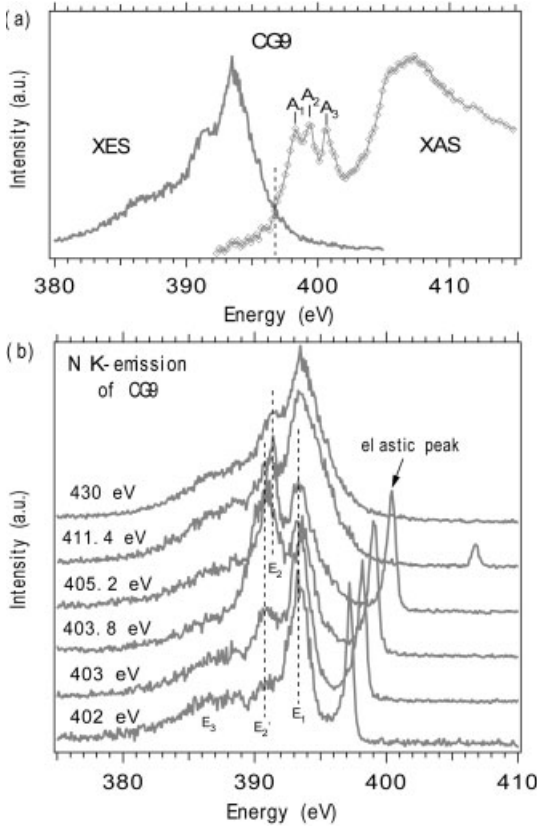 (a)
CG9
XES
XAS
A1 A2 A3
Intensity (a.u.)
380 390 400 410
Energy (eV)
(b)
N K-emission
of CG9
elastic peak
430 eV
411.4 eV
405.2 eV
403.8 eV
403 eV
402 eV
E2
E3 E2' E1
Intensity (a.u.)
380 390 400 410
Energy (eV)